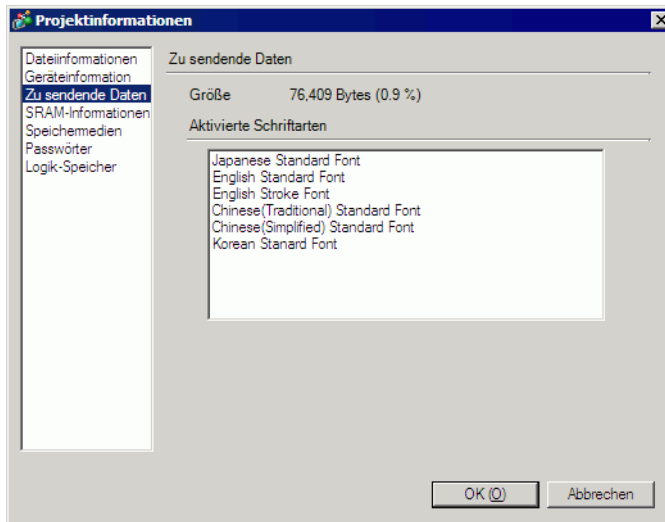 Projektinformationen
Dateiinformationen
Geräteinformation
Zu sendende Daten
SRAM-Informationen
Speichermedien
Passwörter
Logik-Speicher
Zu sendende Daten
Größe 76,409 Bytes (0.9 %)
Aktivierte Schriftarten
Japanese Standard Font
English Standard Font
English Stroke Font
Chinese(Traditional) Standard Font
Chinese(Simplified) Standard Font
Korean Stanard Font
OK (O) Abbrechen